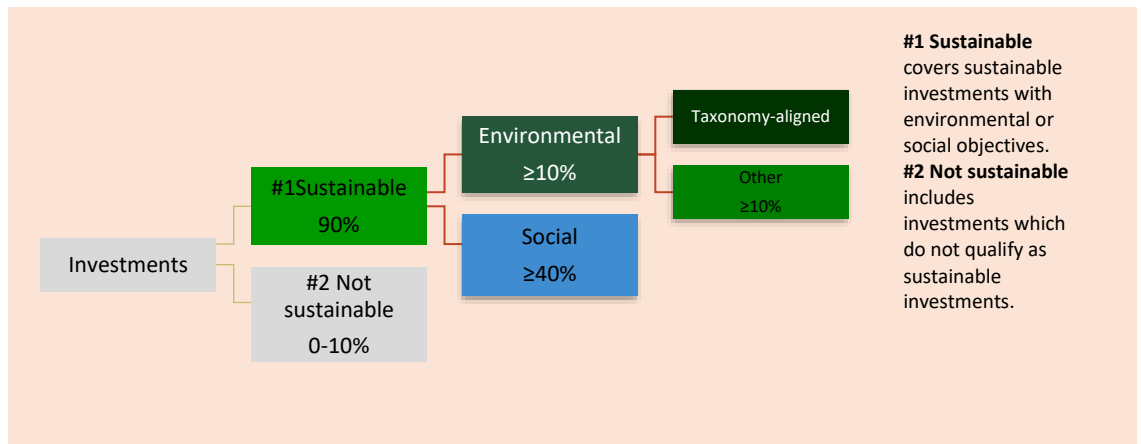 Investments
#1Sustainable
90%
#2 Not
sustainable
0-10%
Environmental
≥10%
Social
≥40%
Taxonomy-aligned
Other
≥10%
#1 Sustainable
covers sustainable
investments with
environmental or
social objectives.
#2 Not sustainable
includes
investments which
do not qualify as
sustainable
investments.